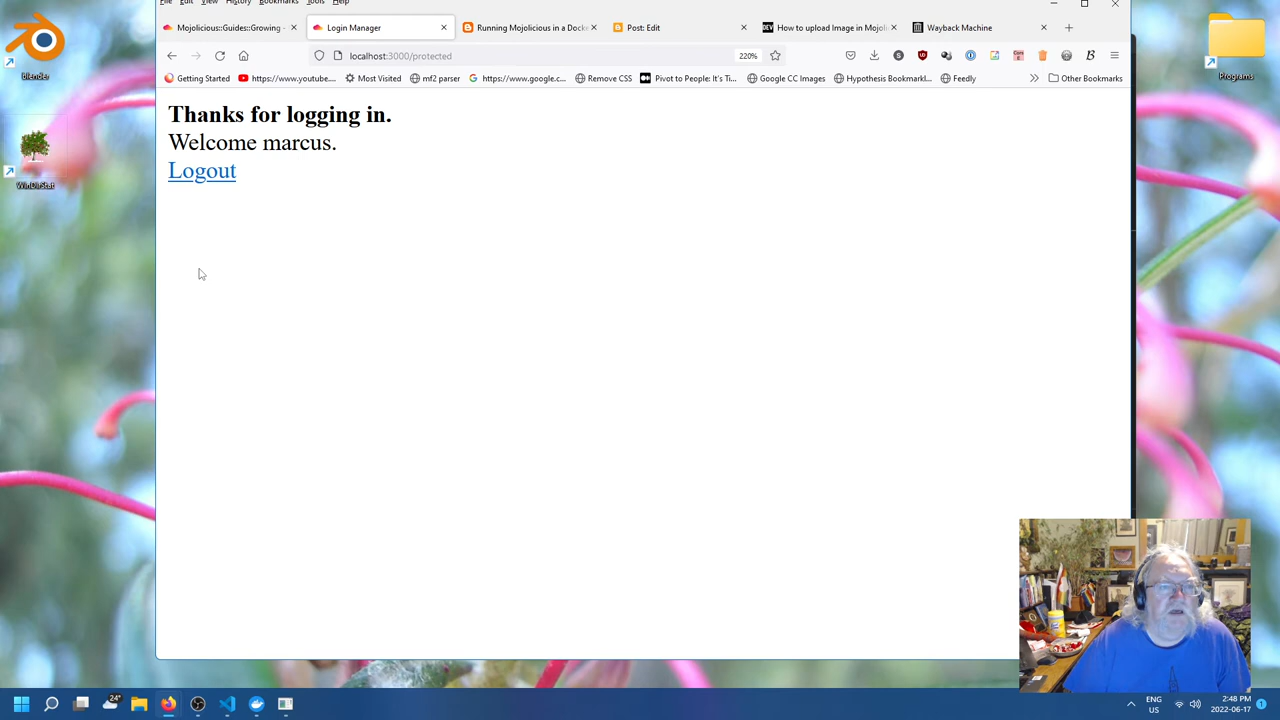 File Edit View History Bookmarks Tools Help
Mojolicious::Guides::Growing -
Login Manager
Running Mojolicious in a Dock
Post: Edit
DEV How to upload Image in Mojoli
Wayback Machine
localhost:3000/protected
220%
Getting Started
https://www.youtube....
Most Visited
mf2 parser
https://www.google.c...
Remove CSS
Pivot to People: It's Ti...
Google CC Images
Hypothesis Bookmarkl...
Feedly
Other Bookmarks
Thanks for logging in.
Welcome marcus.
Logout
Blender
WinDirStat
Programs
24°
ENG
US
2:48 PM
2022-06-17